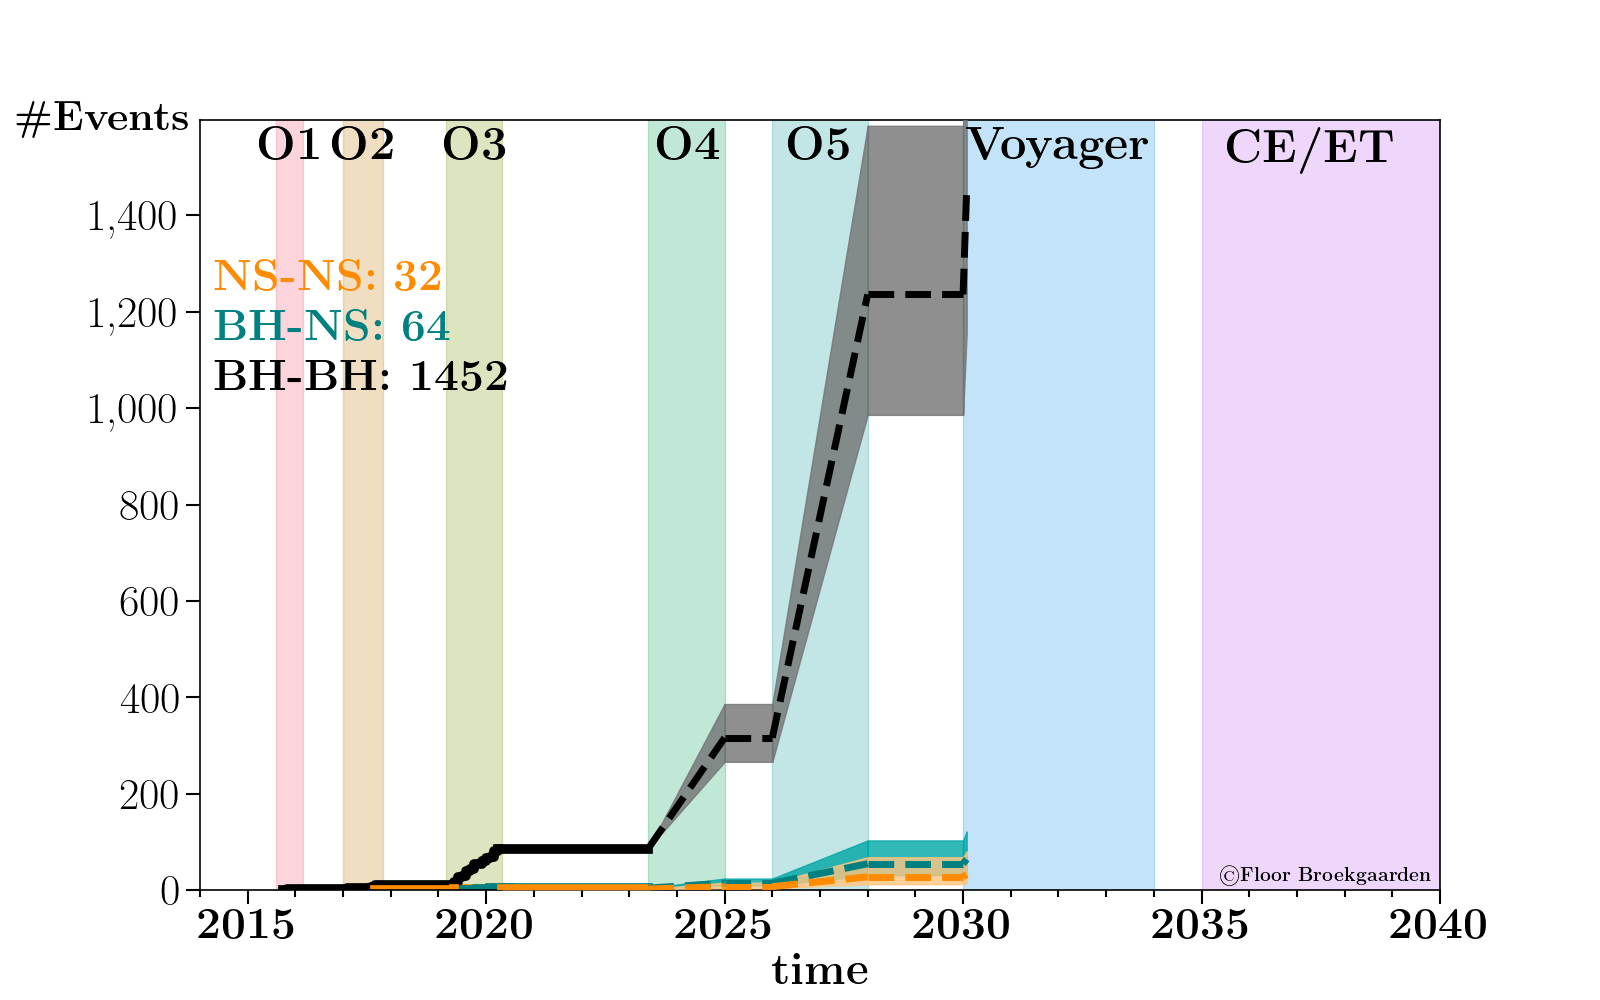 #Events
O1 O2 O3 O4 O5 Voyager CE/ET
1,400
NS-NS: 32
1,200
BH-NS: 64
BH-BH: 1452
1,000
800
600
400
200
©Floor Broekgaarden
0
2015 2020 2025 2030 2035 2040
time